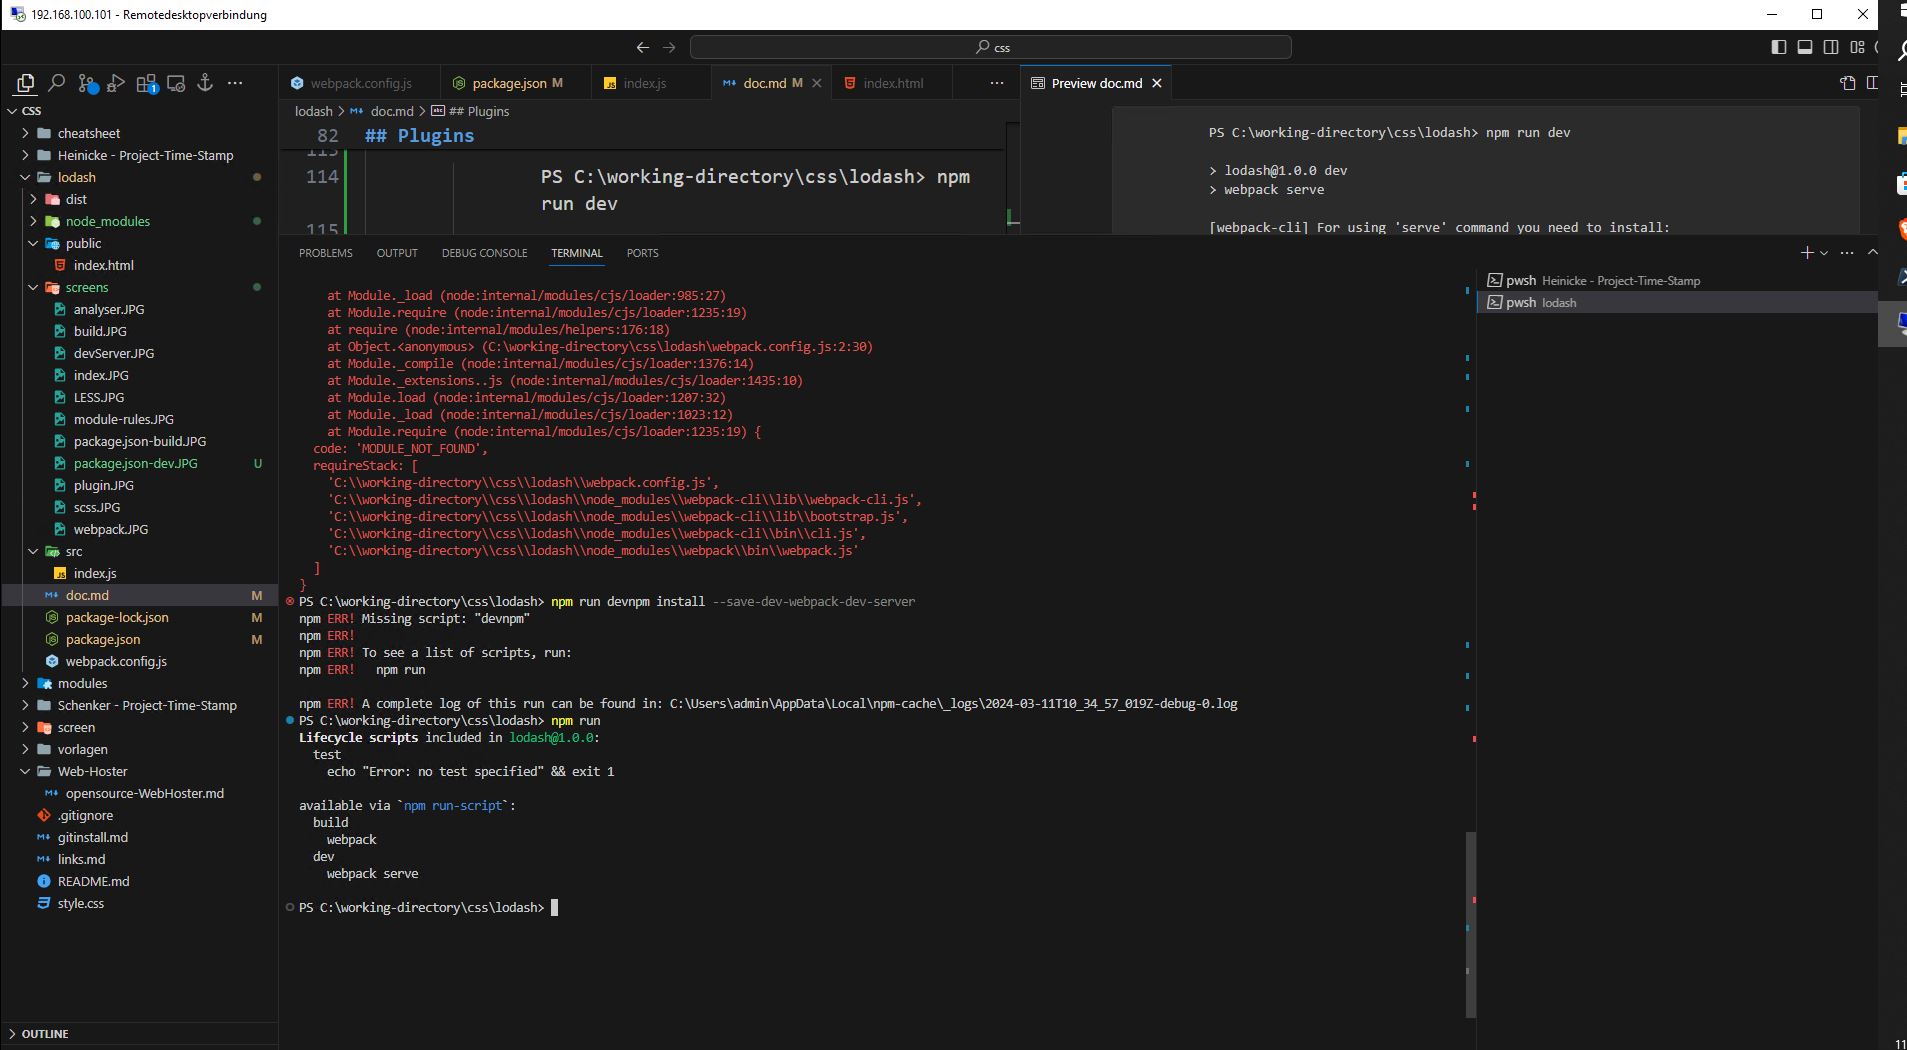 192.168.100.101 - Remotedesktopverbindung
css
CSS
cheatsheet
Heinicke - Project-Time-Stamp
lodash
dist
node_modules
public
index.html
screens
analyser.JPG
build.JPG
devServer.JPG
index.JPG
LESS.JPG
module-rules.JPG
package.json-build.JPG
package.json-dev.JPG U
plugin.JPG
scss.JPG
webpack.JPG
src
index.js
doc.md M
package-lock.json M
package.json M
webpack.config.js
modules
Schenker - Project-Time-Stamp
screen
vorlagen
Web-Hoster
opensource-WebHoster.md
.gitignore
gitinstall.md
links.md
README.md
style.css
OUTLINE
webpack.config.js package.json M index.js doc.md M index.html
lodash > doc.md > ## Plugins
82 ## Plugins
113
114 PS C:\working-directory\css\lodash> npm
run dev
115
Preview doc.md
PS C:\working-directory\css\lodash> npm run dev
> lodash@1.0.0 dev
> webpack serve
[webpack-cli] For using 'serve' command you need to install:
PROBLEMS OUTPUT DEBUG CONSOLE TERMINAL PORTS
at Module._load (node:internal/modules/cjs/loader:985:27)
at Module.require (node:internal/modules/cjs/loader:1235:19)
at require (node:internal/modules/helpers:176:18)
at Object.<anonymous> (C:\working-directory\css\lodash\webpack.config.js:2:30)
at Module._compile (node:internal/modules/cjs/loader:1376:14)
at Module._extensions..js (node:internal/modules/cjs/loader:1435:10)
at Module.load (node:internal/modules/cjs/loader:1207:32)
at Module._load (node:internal/modules/cjs/loader:1023:12)
at Module.require (node:internal/modules/cjs/loader:1235:19) {
code: 'MODULE_NOT_FOUND',
requireStack: [
'C:\\working-directory\\css\\lodash\\webpack.config.js',
'C:\\working-directory\\css\\lodash\\node_modules\\webpack-cli\\lib\\webpack-cli.js',
'C:\\working-directory\\css\\lodash\\node_modules\\webpack-cli\\lib\\bootstrap.js',
'C:\\working-directory\\css\\lodash\\node_modules\\webpack-cli\\bin\\cli.js',
'C:\\working-directory\\css\\lodash\\node_modules\\webpack\\bin\\webpack.js'
]
}
PS C:\working-directory\css\lodash> npm run devnpm install --save-dev-webpack-dev-server
npm ERR! Missing script: "devnpm"
npm ERR!
npm ERR! To see a list of scripts, run:
npm ERR! npm run
npm ERR! A complete log of this run can be found in: C:\Users\admin\AppData\Local\npm-cache\_logs\2024-03-11T10_34_57_019Z-debug-0.log
PS C:\working-directory\css\lodash> npm run
Lifecycle scripts included in lodash@1.0.0:
test
echo "Error: no test specified" && exit 1
available via `npm run-script`:
build
webpack
dev
webpack serve
PS C:\working-directory\css\lodash>
pwsh Heinicke - Project-Time-Stamp
pwsh lodash
11